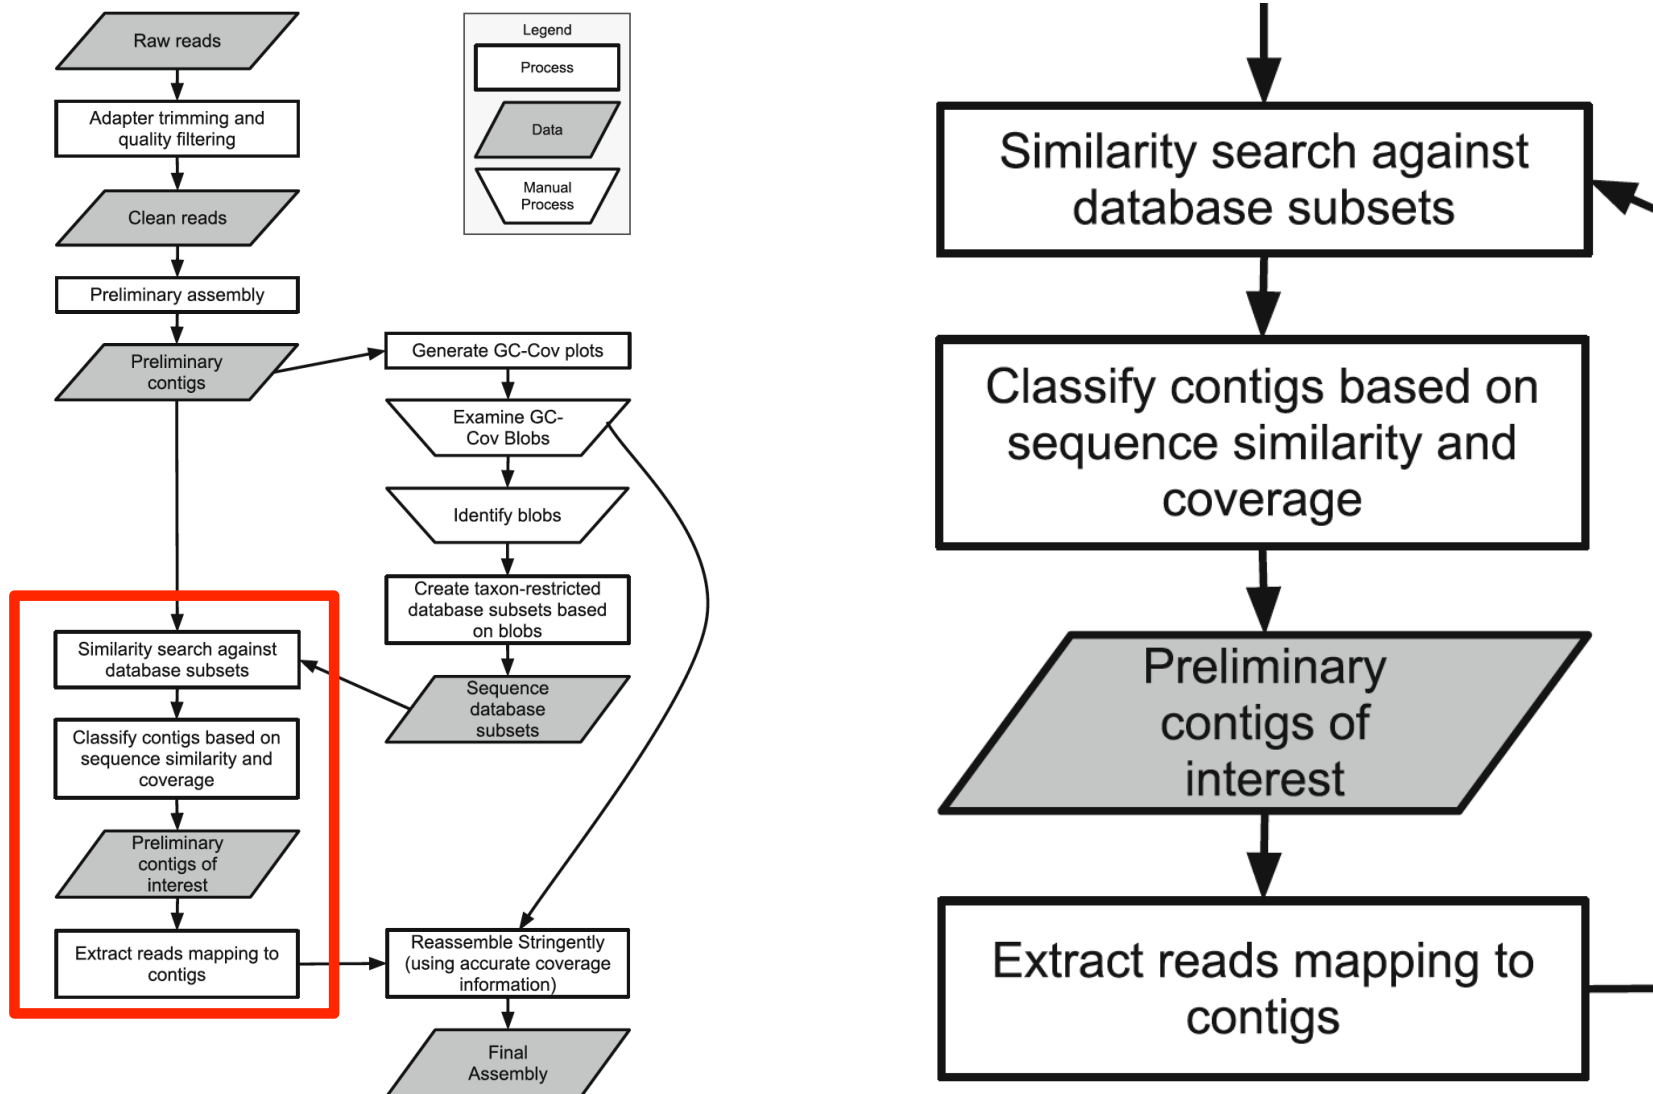 Raw reads
Adapter trimming and
quality filtering
Clean reads
Preliminary assembly
Preliminary
contigs
Similarity search against
database subsets
Classify contigs based on
sequence similarity and
coverage
Preliminary
contigs of
interest
Extract reads mapping to
contigs
Legend
Process
Data
Manual
Process
Generate GC-Cov plots
Examine GC-
Cov Blobs
Identify blobs
Create taxon-restricted
database subsets based
on blobs
Sequence
database
subsets
Reassemble Stringently
(using accurate coverage
information)
Final
Assembly
Similarity search against
database subsets
Classify contigs based on
sequence similarity and
coverage
Preliminary
contigs of
interest
Extract reads mapping to
contigs